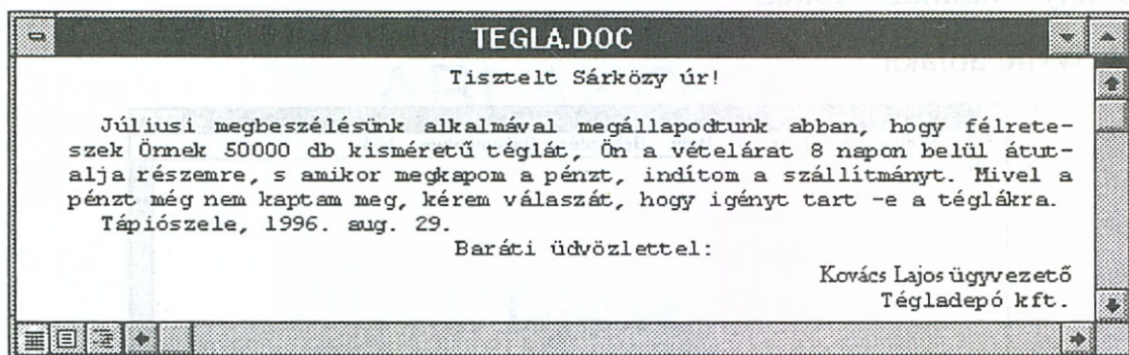 TEGLA.DOC
Tisztelt Sárközy úr!
Júliusi megbeszélésünk alkalmával megállapodtunk abban, hogy félrete-
szek Önnek 50000 db kisméretű téglát, Ön a vételárat 8 napon belül átut-
alja részemre, s amikor megkapom a pénzt, indítom a szállítmányt. Mivel a
pénzt még nem kaptam meg, kérem válaszát, hogy igényt tart -e a téglákra.
Tápiószele, 1996. aug. 29.
Baráti üdvözlettel:
Kovács Lajos ügyvezető
Tégladepó kft.